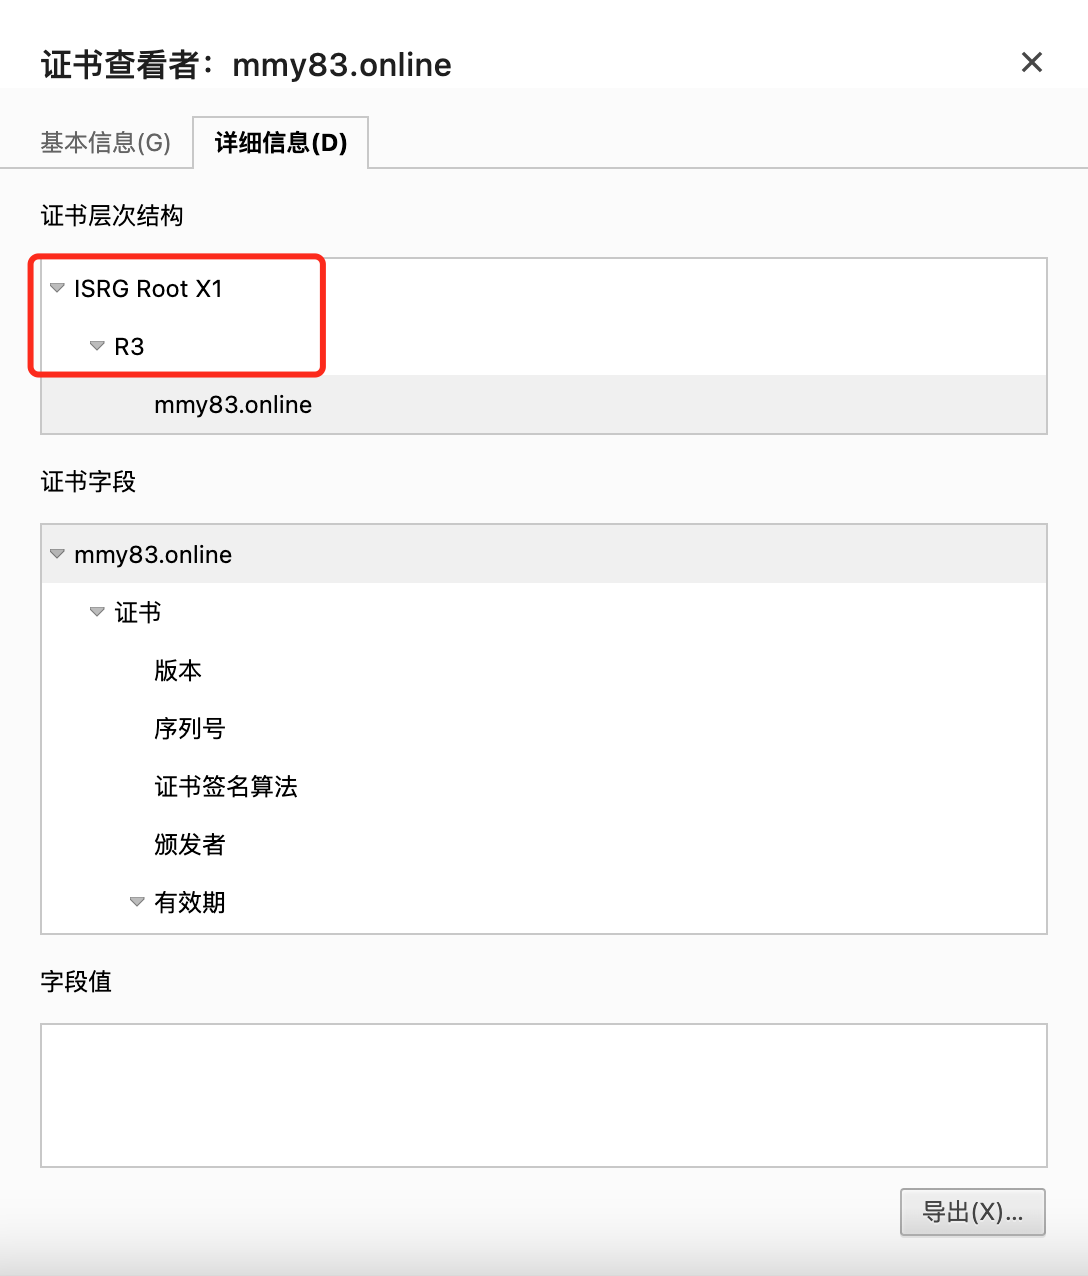 证书查看者：mmy83.online
基本信息(G)
详细信息(D)
证书层次结构
ISRG Root X1
R3
mmy83.online
证书字段
mmy83.online
证书
版本
序列号
证书签名算法
颁发者
有效期
字段值
导出(X)...